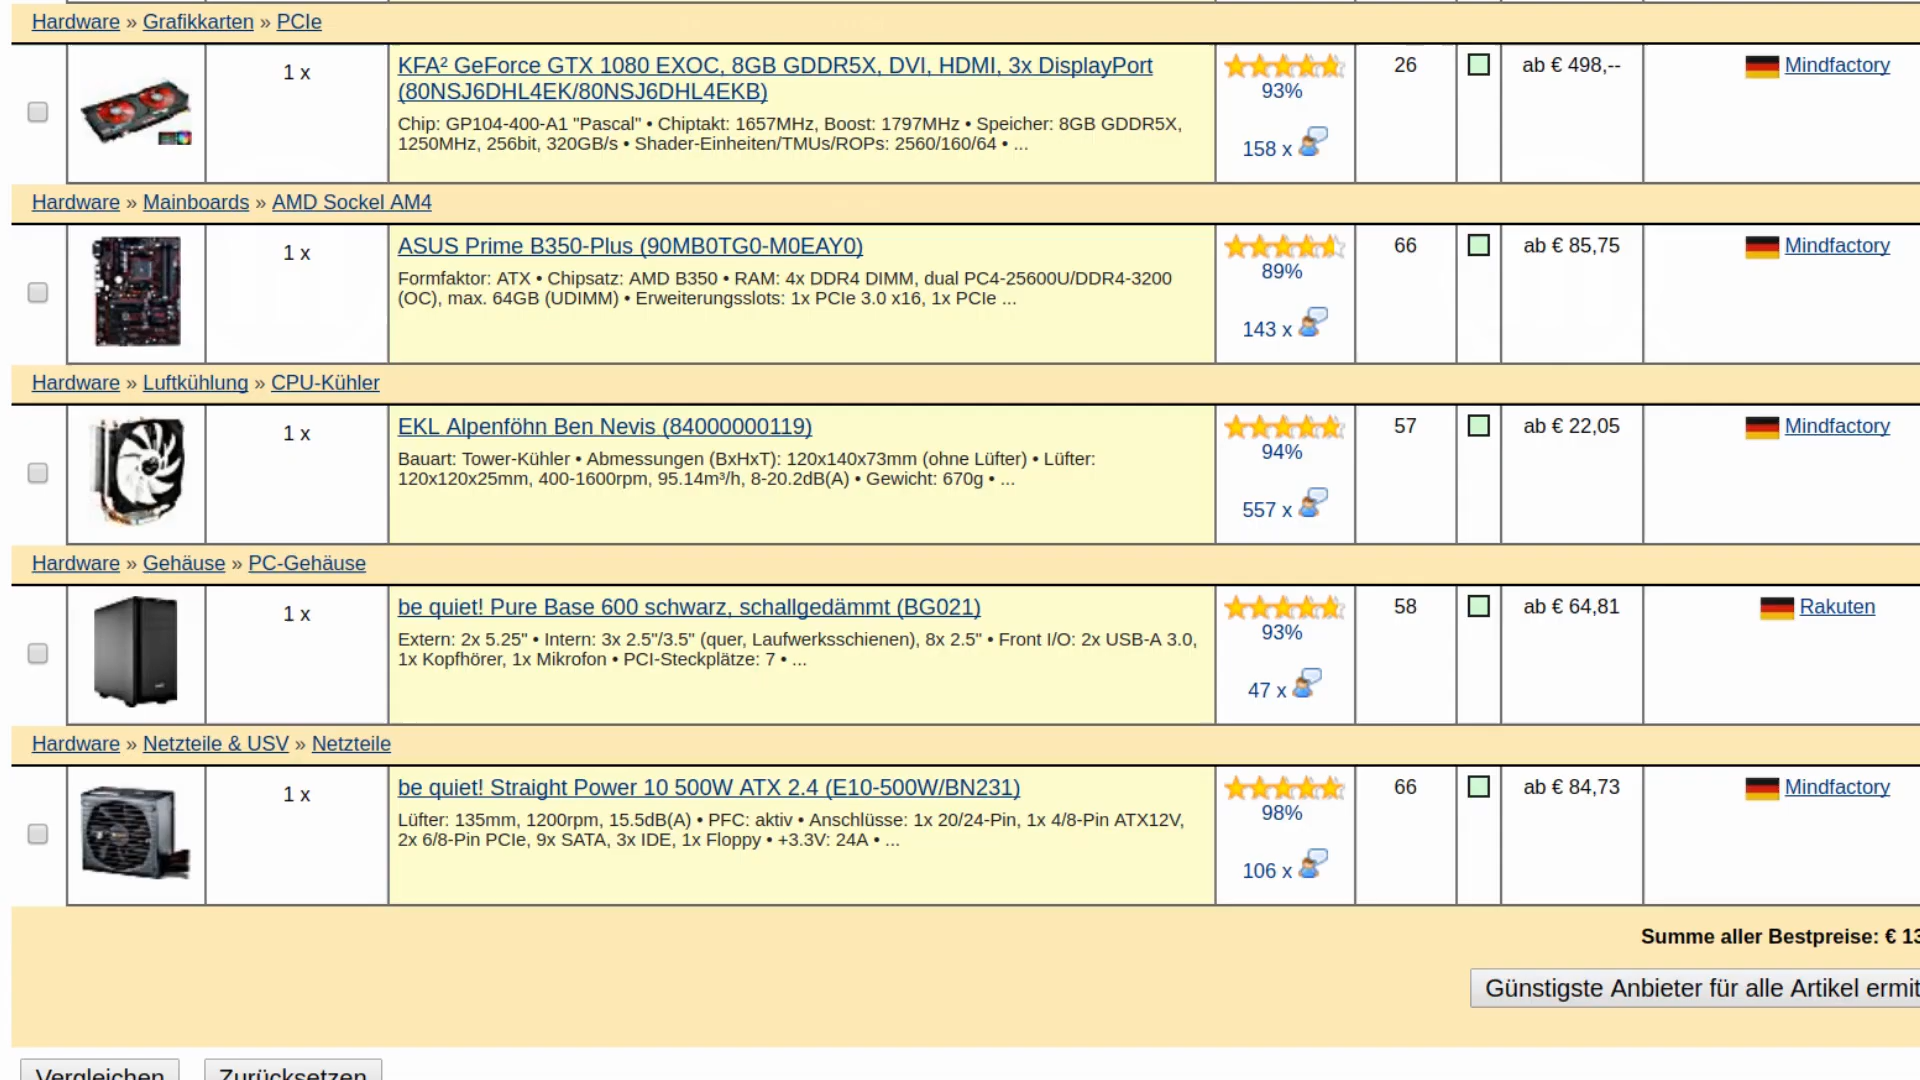 Hardware » Grafikkarten » PCIe
1 x
KFA² GeForce GTX 1080 EXOC, 8GB GDDR5X, DVI, HDMI, 3x DisplayPort
(80NSJ6DHL4EK/80NSJ6DHL4EKB)
Chip: GP104-400-A1 "Pascal" • Chiptakt: 1657MHz, Boost: 1797MHz • Speicher: 8GB GDDR5X,
1250MHz, 256bit, 320GB/s • Shader-Einheiten/TMUs/ROPs: 2560/160/64 • ...
93%
158 x
26
ab € 498,--
Mindfactory
Hardware » Mainboards » AMD Sockel AM4
1 x
ASUS Prime B350-Plus (90MB0TG0-M0EAY0)
Formfaktor: ATX • Chipsatz: AMD B350 • RAM: 4x DDR4 DIMM, dual PC4-25600U/DDR4-3200
(OC), max. 64GB (UDIMM) • Erweiterungsslots: 1x PCIe 3.0 x16, 1x PCIe ...
89%
143 x
66
ab € 85,75
Mindfactory
Hardware » Luftkühlung » CPU-Kühler
1 x
EKL Alpenföhn Ben Nevis (84000000119)
Bauart: Tower-Kühler • Abmessungen (BxHxT): 120x140x73mm (ohne Lüfter) • Lüfter:
120x120x25mm, 400-1600rpm, 95.14m³/h, 8-20.2dB(A) • Gewicht: 670g • ...
94%
557 x
57
ab € 22,05
Mindfactory
Hardware » Gehäuse » PC-Gehäuse
1 x
be quiet! Pure Base 600 schwarz, schallgedämmt (BG021)
Extern: 2x 5.25" • Intern: 3x 2.5"/3.5" (quer, Laufwerksschienen), 8x 2.5" • Front I/O: 2x USB-A 3.0,
1x Kopfhörer, 1x Mikrofon • PCI-Steckplätze: 7 • ...
93%
47 x
58
ab € 64,81
Rakuten
Hardware » Netzteile & USV » Netzteile
1 x
be quiet! Straight Power 10 500W ATX 2.4 (E10-500W/BN231)
Lüfter: 135mm, 1200rpm, 15.5dB(A) • PFC: aktiv • Anschlüsse: 1x 20/24-Pin, 1x 4/8-Pin ATX12V,
2x 6/8-Pin PCIe, 9x SATA, 3x IDE, 1x Floppy • +3.3V: 24A • ...
98%
106 x
66
ab € 84,73
Mindfactory
Summe aller Bestpreise: € 13
Günstigste Anbieter für alle Artikel ermit
Vergleichen Zurücksetzen